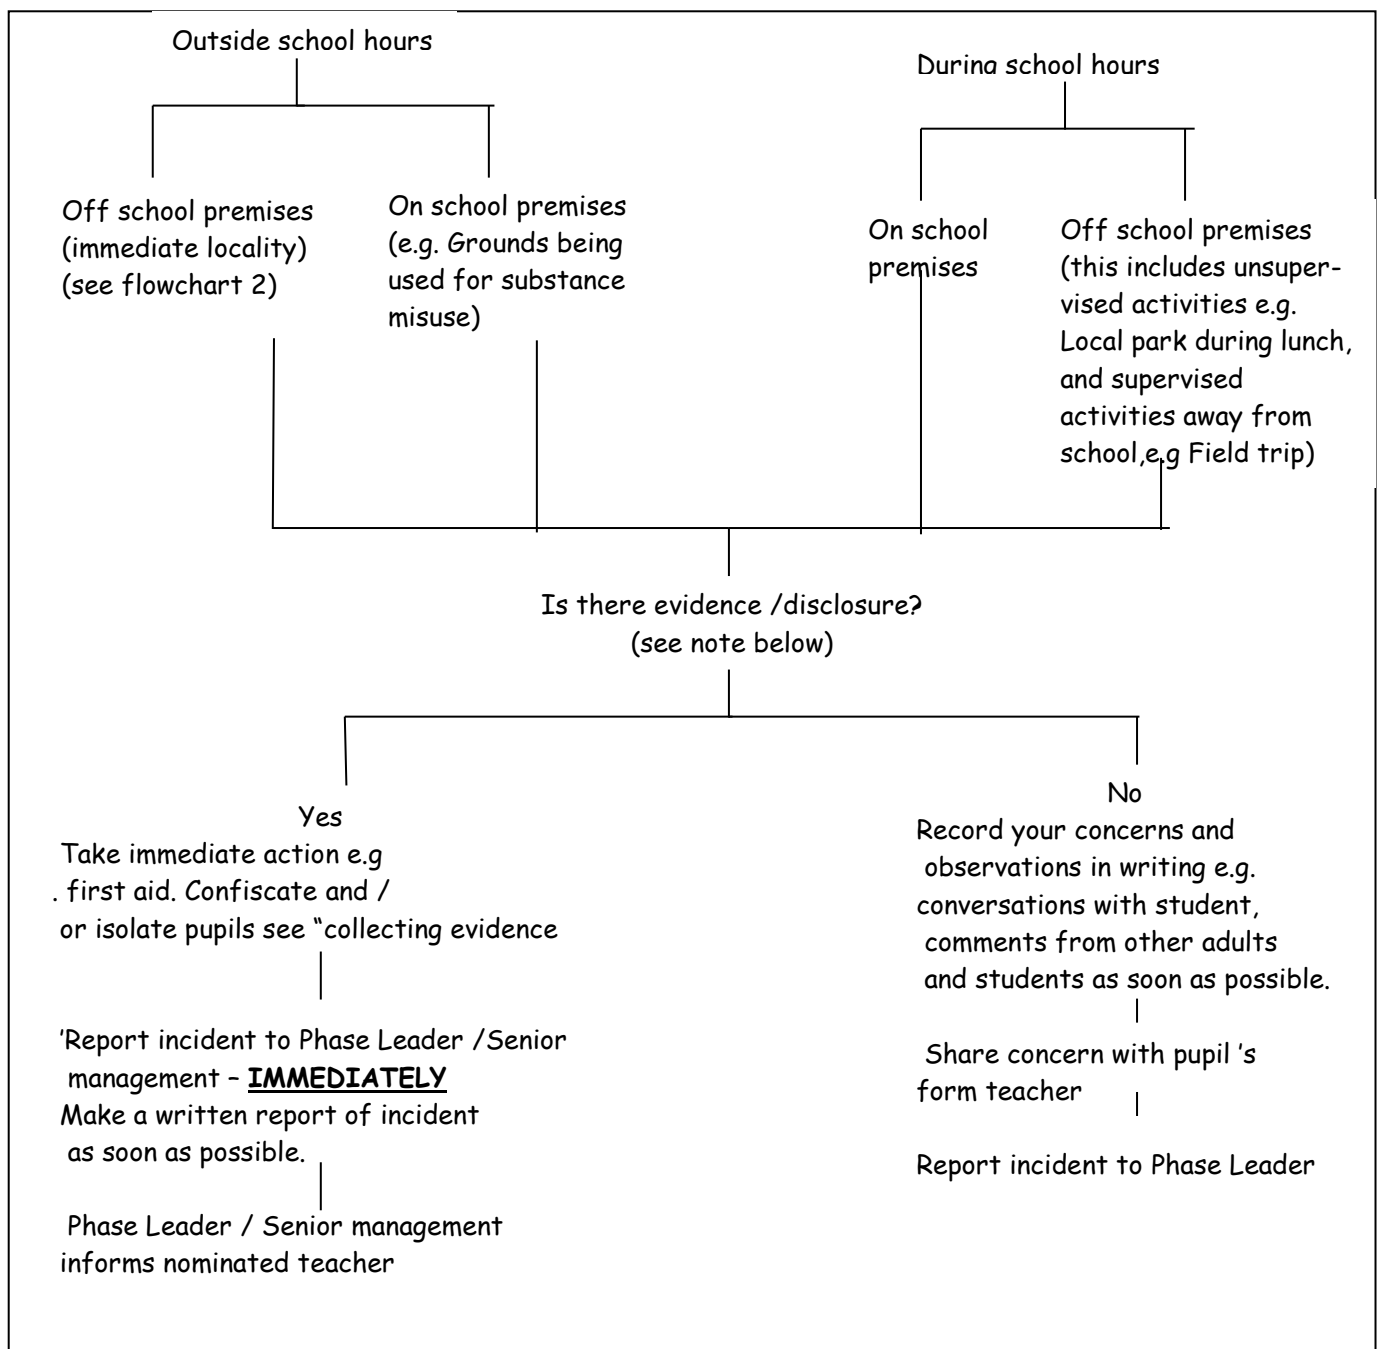 Outside school hours
During school hours
Off school premises
(immediate locality)
(see flowchart 2)
On school premises
(e.g. Grounds being
used for substance
misuse)
On school
premises
Off school premises
(this includes unsuper-
vised activities e.g.
Local park during lunch,
and supervised
activities away from
school,e.g Field trip)
Is there evidence /disclosure?
(see note below)
Yes
Take immediate action e.g
. first aid. Confiscate and /
or isolate pupils see “collecting evidence
'Report incident to Phase Leader /Senior
management – IMMEDIATELY
Make a written report of incident
as soon as possible.
Phase Leader / Senior management
informs nominated teacher
No
Record your concerns and
observations in writing e.g.
conversations with student,
comments from other adults
and students as soon as possible.
Share concern with pupil 's
form teacher
Report incident to Phase Leader